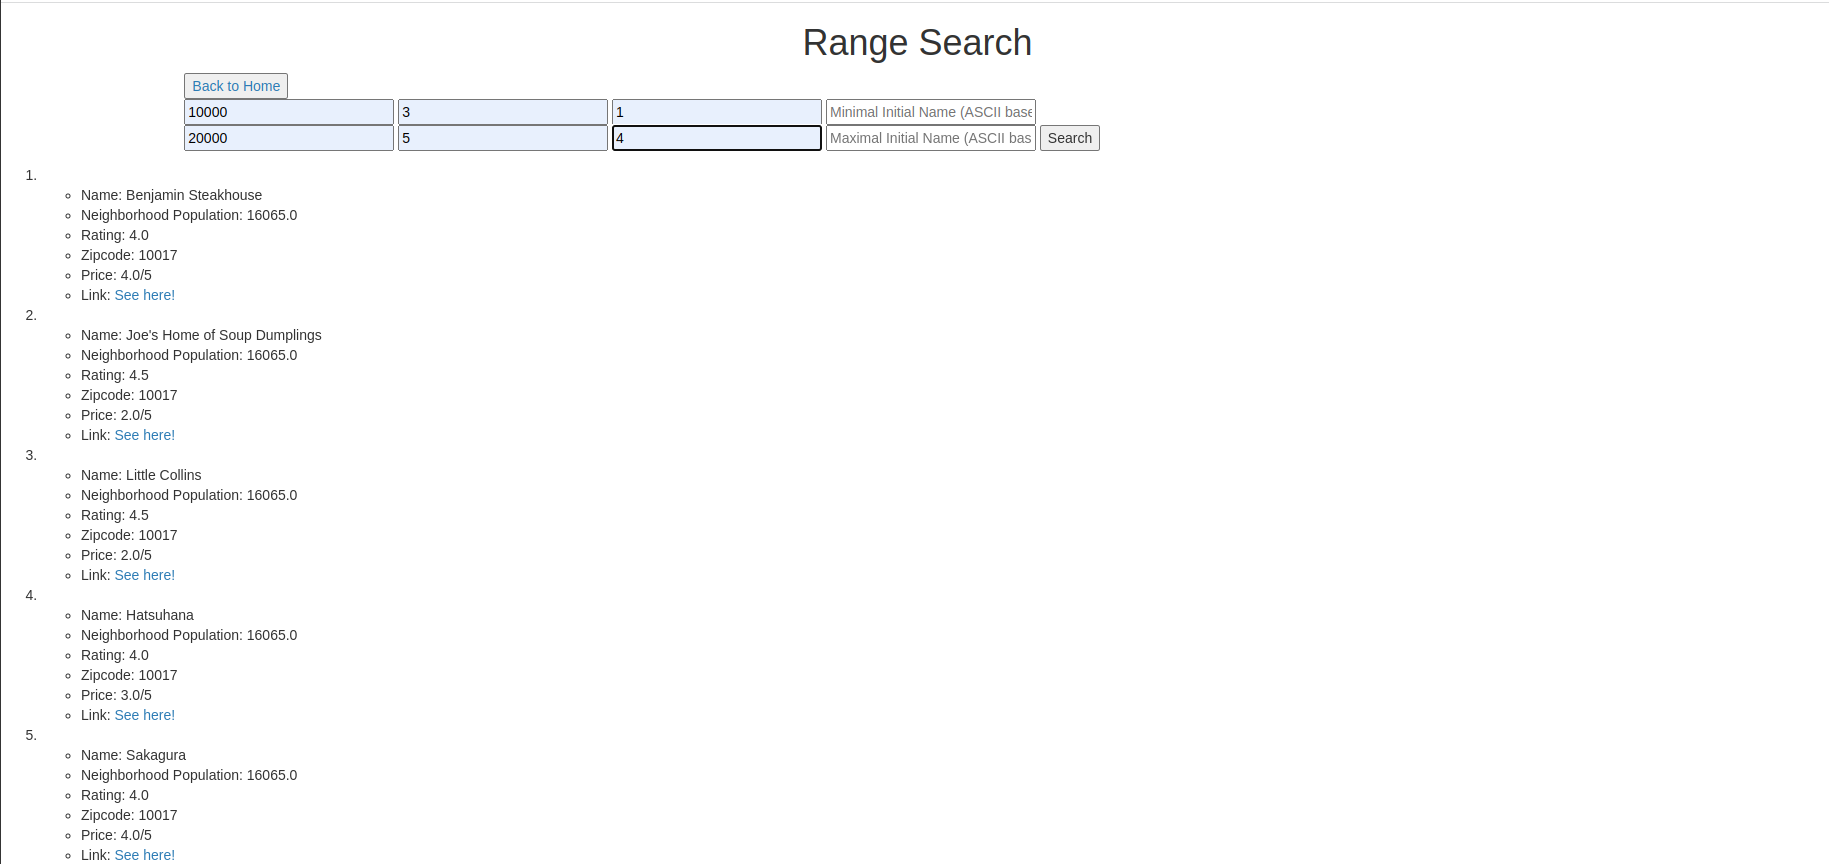 Range Search
Back to Home
10000 3 1 Minimal Initial Name (ASCII base
20000 5 4 Maximal Initial Name (ASCII bas Search
1.
Name: Benjamin Steakhouse
Neighborhood Population: 16065.0
Rating: 4.0
Zipcode: 10017
Price: 4.0/5
Link: See here!
2.
Name: Joe's Home of Soup Dumplings
Neighborhood Population: 16065.0
Rating: 4.5
Zipcode: 10017
Price: 2.0/5
Link: See here!
3.
Name: Little Collins
Neighborhood Population: 16065.0
Rating: 4.5
Zipcode: 10017
Price: 2.0/5
Link: See here!
4.
Name: Hatsuhana
Neighborhood Population: 16065.0
Rating: 4.0
Zipcode: 10017
Price: 3.0/5
Link: See here!
5.
Name: Sakagura
Neighborhood Population: 16065.0
Rating: 4.0
Zipcode: 10017
Price: 4.0/5
Link: See here!